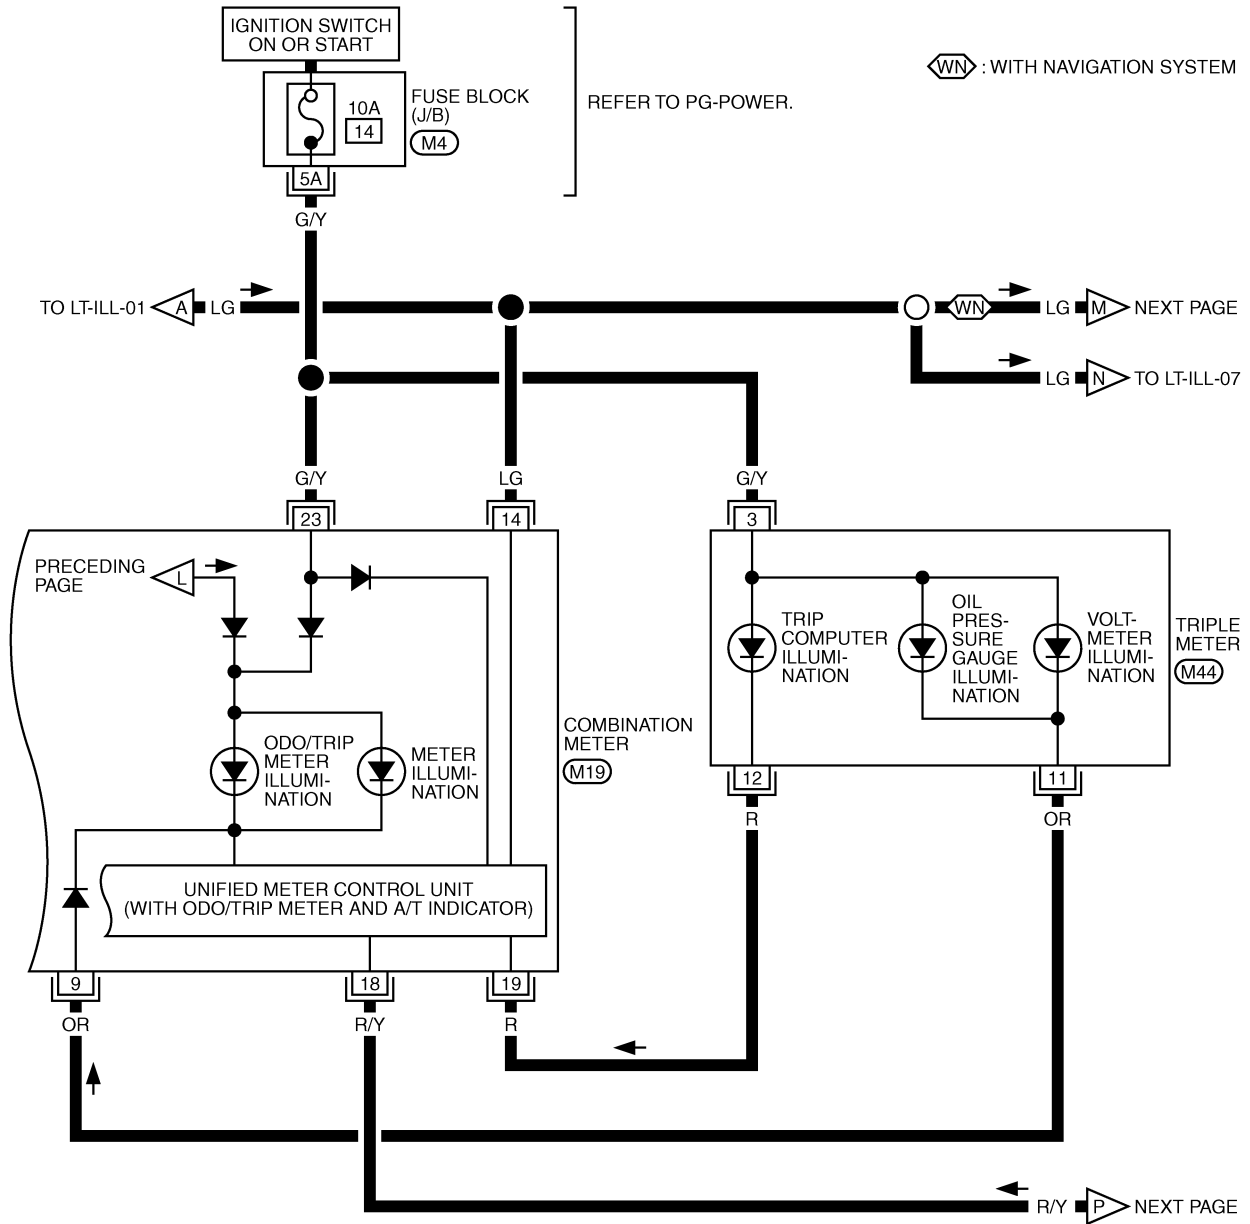 IGNITION SWITCH
ON OR START
10A
14
FUSE BLOCK
(J/B)
M4
5A
G/Y
REFER TO PG-POWER.
WN : WITH NAVIGATION SYSTEM
TO LT-ILL-01 A LG
WN LG M NEXT PAGE
LG N TO LT-ILL-07
G/Y
LG
G/Y
23
14
3
PRECEDING
PAGE
L
TRIP
COMPUTER
ILLUMI-
NATION
OIL
PRES-
SURE
GAUGE
ILLUMI-
NATION
VOLT-
METER
ILLUMI-
NATION
TRIPLE
METER
M44
ODO/TRIP
METER
ILLUMI-
NATION
METER
ILLUMI-
NATION
COMBINATION
METER
M19
12
11
R
OR
UNIFIED METER CONTROL UNIT
(WITH ODO/TRIP METER AND A/T INDICATOR)
9
18
19
OR
R/Y
R
R/Y P NEXT PAGE